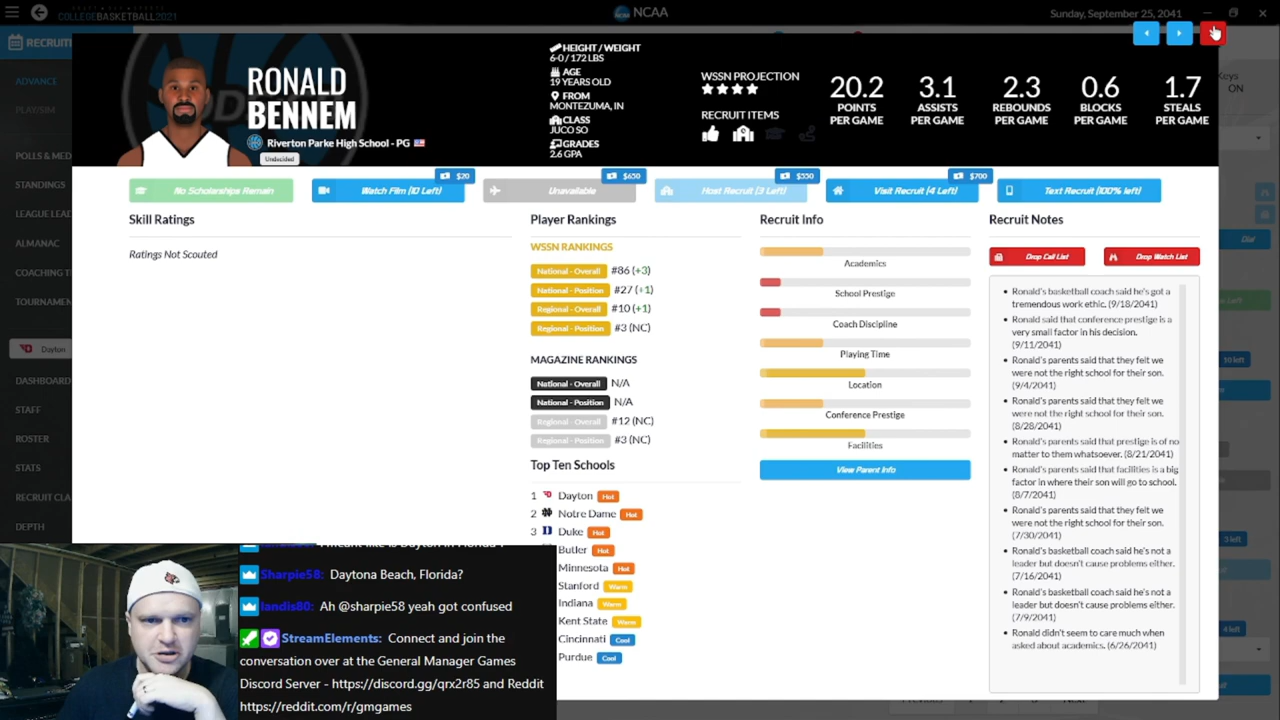 COLLEGE BASKETBALL 2021
NCAA
Sunday, September 25, 2041
RECRUIT
ADVANCE
PLAY/SIM
POLLS & MED
STANDINGS
LEAGUE LEAD
ALMANAC
COACHING T
TOURNAMEN
Dayton
DASHBOARD
STAFF
ROSTER
STATS
RECRUIT CLA
DEPTH
RONALD
BENNEM
Riverton Parke High School - PG
Undecided
HEIGHT / WEIGHT
6-0 / 172 LBS
AGE
19 YEARS OLD
FROM
MONTEZUMA, IN
CLASS
JUCO SO
GRADES
2.6 GPA
WSSN PROJECTION
RECRUIT ITEMS
20.2
POINTS
PER GAME
3.1
ASSISTS
PER GAME
2.3
REBOUNDS
PER GAME
0.6
BLOCKS
PER GAME
1.7
STEALS
PER GAME
No Scholarships Remain
$20
Watch Film (10 Left)
$650
Unavailable
$550
Host Recruit (3 Left)
$700
Visit Recruit (4 Left)
Text Recruit (100% left)
Skill Ratings
Ratings Not Scouted
Player Rankings
WSSN RANKINGS
National - Overall #86 (+3)
National - Position #27 (+1)
Regional - Overall #10 (+1)
Regional - Position #3 (NC)
MAGAZINE RANKINGS
National - Overall N/A
National - Position N/A
Regional - Overall #12 (NC)
Regional - Position #3 (NC)
Top Ten Schools
1 Dayton Hot
2 Notre Dame Hot
3 Duke Hot
Butler Hot
Minnesota Hot
Stanford Warm
Indiana Warm
Kent State Warm
Cincinnati Cool
Purdue Cool
Recruit Info
Academics
School Prestige
Coach Discipline
Playing Time
Location
Conference Prestige
Facilities
View Parent Info
Recruit Notes
Drop Call List
Drop Watch List
Ronald's basketball coach said he's got a
tremendous work ethic. (9/18/2041)
Ronald said that conference prestige is a
very small factor in his decision.
(9/11/2041)
Ronald's parents said that they felt we
were not the right school for their son.
(9/4/2041)
Ronald's parents said that they felt we
were not the right school for their son.
(8/28/2041)
Ronald's parents said that prestige is of no
matter to them whatsoever. (8/21/2041)
Ronald's parents said that facilities is a big
factor in where their son will go to school.
(8/7/2041)
Ronald's parents said that they felt we
were not the right school for their son.
(7/30/2041)
Ronald's basketball coach said he's not a
leader but doesn't cause problems either.
(7/16/2041)
Ronald's basketball coach said he's not a
leader but doesn't cause problems either.
(7/9/2041)
Ronald didn't seem to care much when
asked about academics. (6/26/2041)
Sharpie58: Daytona Beach, Florida?
landis80: Ah @sharpie58 yeah got confused
StreamElements: Connect and join the
conversation over at the General Manager Games
Discord Server - https://discord.gg/qrx2r85 and Reddit
https://reddit.com/r/gmgames
Keys
ON